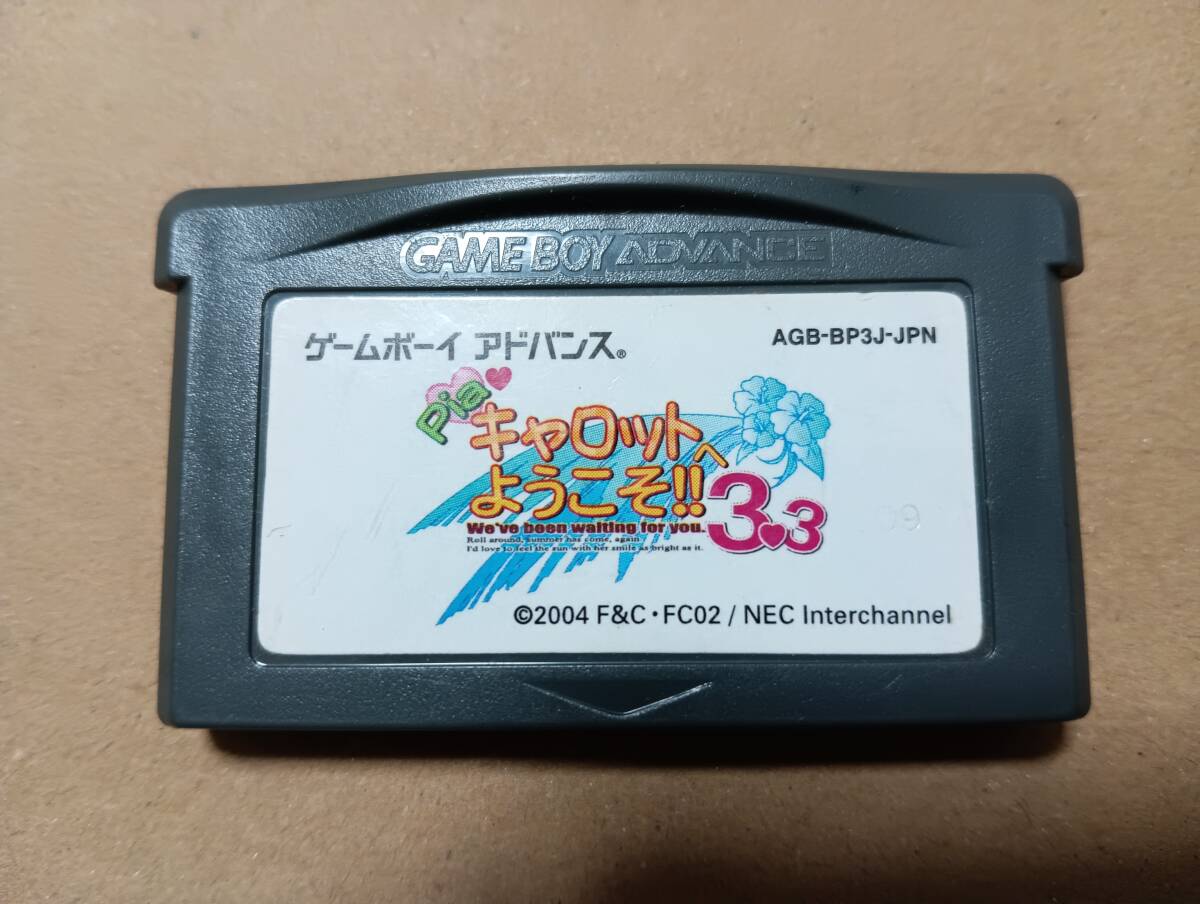 GAME BOY ADVANCE
ゲームボーイ アドバンス®
AGB-BP3J-JPN
Pia♥キャロットへ
ようこそ!!
3♥3
We've been waiting for you.
Roll around, summer has come, again
I'd love to feel the sun with her smile as bright as it.
09
©2004 F&C・FC02 / NEC Interchannel